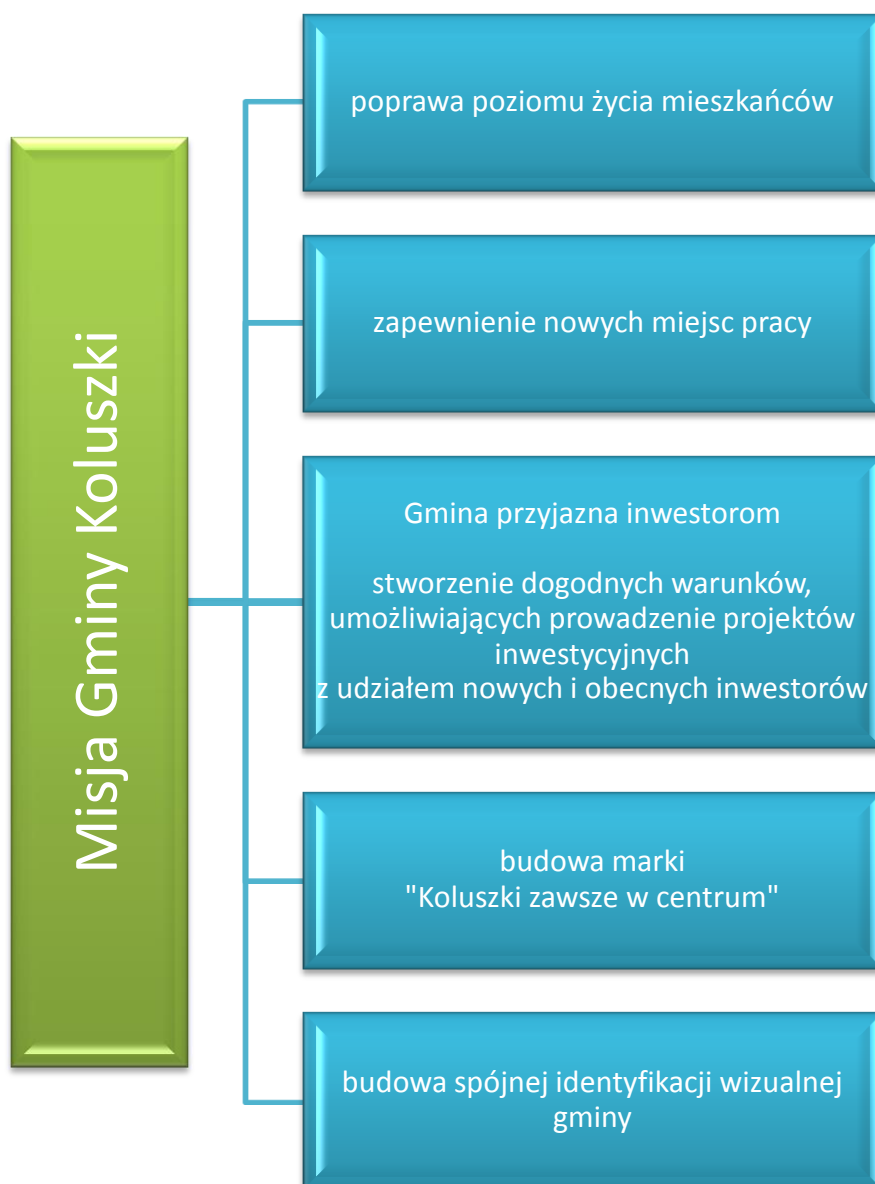 Misja Gminy Koluszki
poprawa poziomu życia mieszkańców
zapewnienie nowych miejsc pracy
Gmina przyjazna inwestorom
stworzenie dogodnych warunków,
umożliwiających prowadzenie projektów
inwestycyjnych
z udziałem nowych i obecnych inwestorów
budowa marki
"Koluszki zawsze w centrum"
budowa spójnej identyfikacji wizualnej
gminy